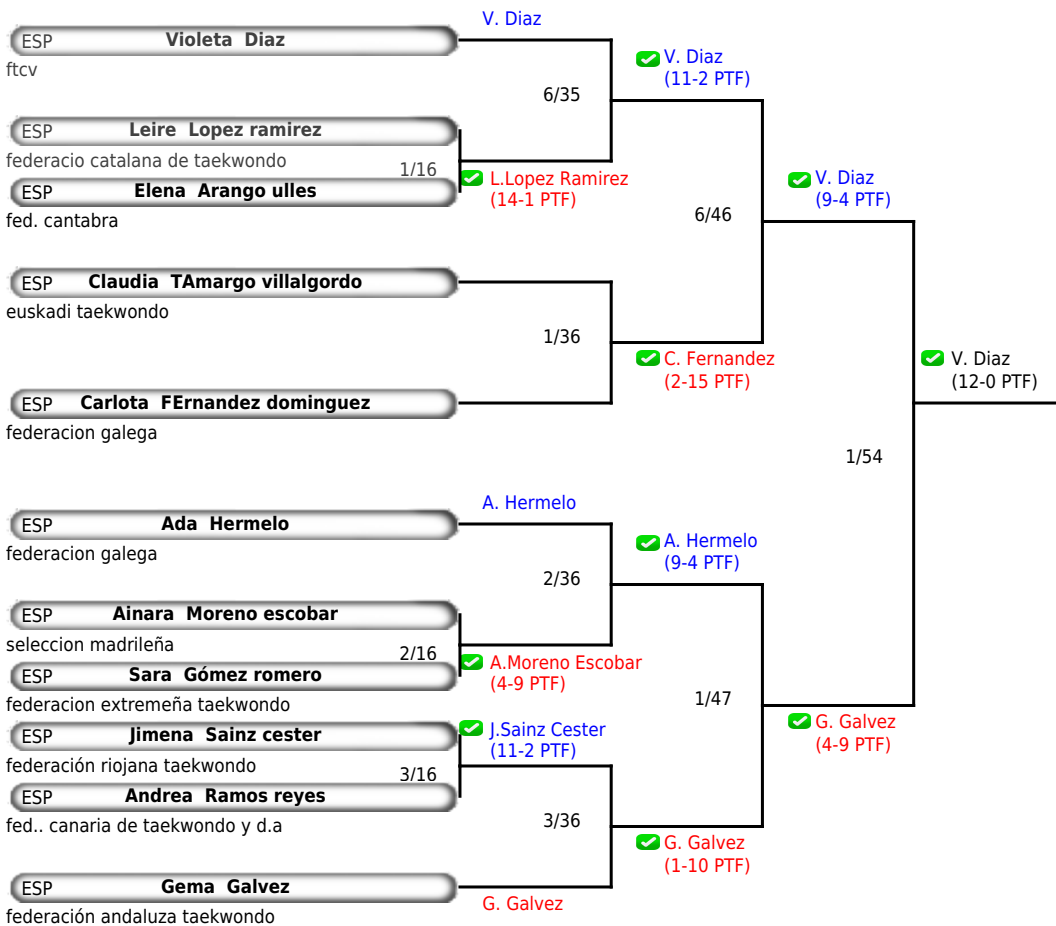 V. Diaz
ESP Violeta Diaz
ftcv
V. Diaz
(11-2 PTF)
6/35
ESP Leire Lopez ramirez
federacio catalana de taekwondo
1/16
ESP Elena Arango ulles
fed. cantabra
L.Lopez Ramirez
(14-1 PTF)
V. Diaz
(9-4 PTF)
6/46
ESP Claudia TAmargo villalgordo
euskadi taekwondo
1/36
C. Fernandez
(2-15 PTF)
V. Diaz
(12-0 PTF)
ESP Carlota FErnandez dominguez
federacion galega
1/54
A. Hermelo
ESP Ada Hermelo
federacion galega
A. Hermelo
(9-4 PTF)
2/36
ESP Ainara Moreno escobar
seleccion madrileña
2/16
ESP Sara Gómez romero
federacion extremeña taekwondo
A.Moreno Escobar
(4-9 PTF)
1/47
ESP Jimena Sainz cester
federación riojana taekwondo
J.Sainz Cester
(11-2 PTF)
G. Galvez
(4-9 PTF)
3/16
ESP Andrea Ramos reyes
fed.. canaria de taekwondo y d.a
3/36
G. Galvez
(1-10 PTF)
ESP Gema Galvez
federación andaluza taekwondo
G. Galvez